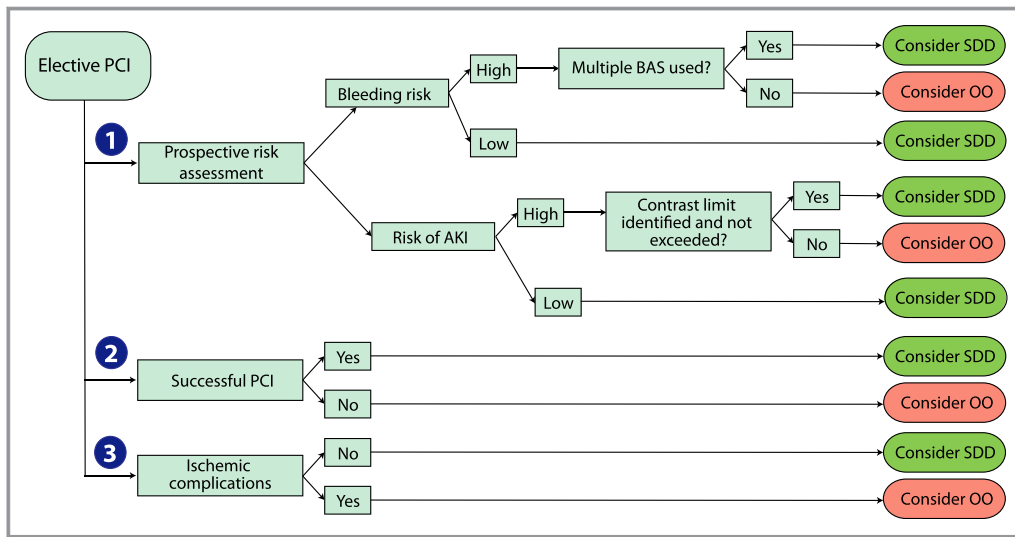 Elective PCI
1
Prospective risk
assessment
Bleeding risk
High
Multiple BAS used?
Yes
Consider SDD
No
Consider OO
Low
Consider SDD
Risk of AKI
High
Contrast limit
identified and not
exceeded?
Yes
Consider SDD
No
Consider OO
Low
Consider SDD
2
Successful PCI
Yes
Consider SDD
No
Consider OO
3
Ischemic
complications
No
Consider SDD
Yes
Consider OO